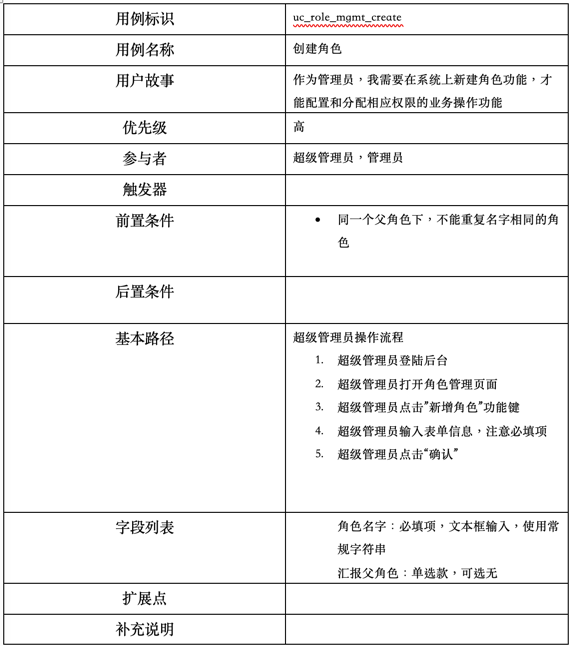 用例标识
uc_role_mgmt_create
用例名称
创建角色
用户故事
作为管理员，我需要在系统上新建角色功能，才
能配置和分配相应权限的业务操作功能
优先级
高
参与者
超级管理员，管理员
触发器
前置条件
• 同一个父角色下，不能重复名字相同的角
色
后置条件
基本路径
超级管理员操作流程
1. 超级管理员登陆后台
2. 超级管理员打开角色管理页面
3. 超级管理员点击”新增角色”功能键
4. 超级管理员输入表单信息，注意必填项
5. 超级管理员点击“确认”
字段列表
角色名字：必填项，文本框输入，使用常
规字符串
汇报父角色：单选款，可选无
扩展点
补充说明